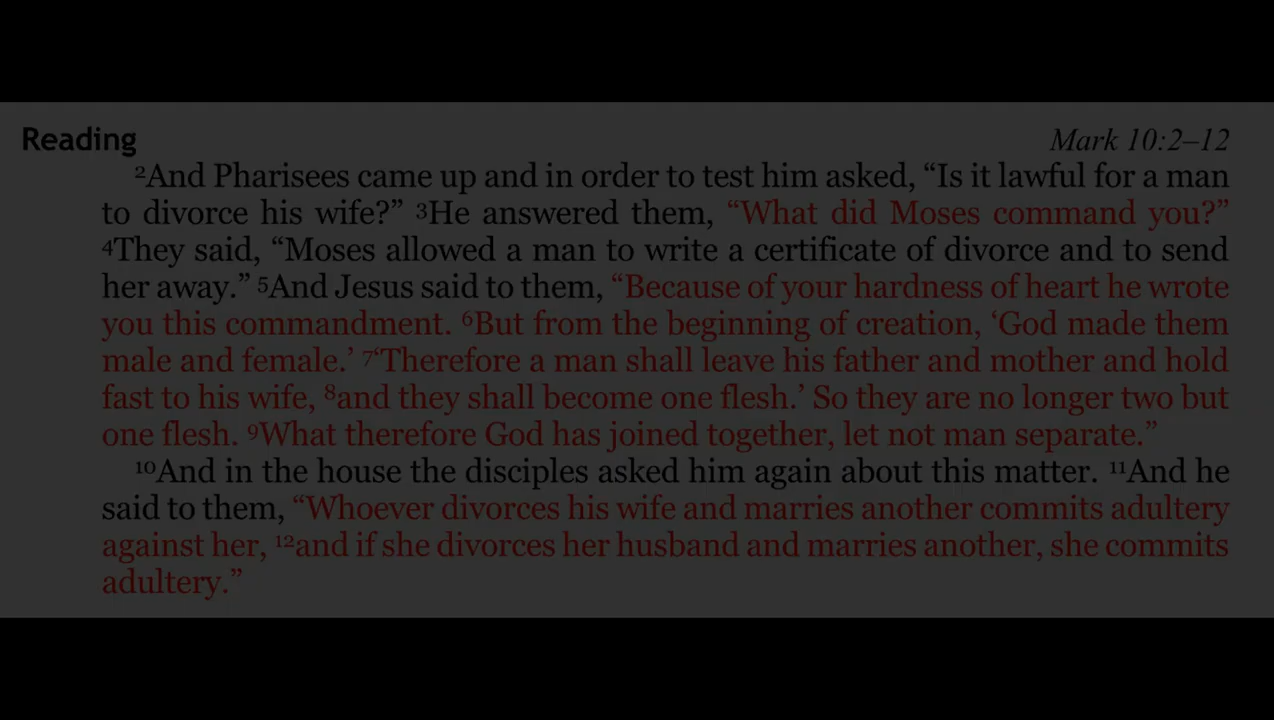 Reading Mark 10:2–12
²And Pharisees came up and in order to test him asked, “Is it lawful for a man
to divorce his wife?” ³He answered them, “What did Moses command you?”
⁴They said, “Moses allowed a man to write a certificate of divorce and to send
her away.” ⁵And Jesus said to them, “Because of your hardness of heart he wrote
you this commandment. ⁶But from the beginning of creation, ‘God made them
male and female.’ ⁷‘Therefore a man shall leave his father and mother and hold
fast to his wife, ⁸and they shall become one flesh.’ So they are no longer two but
one flesh. ⁹What therefore God has joined together, let not man separate.”
¹⁰And in the house the disciples asked him again about this matter. ¹¹And he
said to them, “Whoever divorces his wife and marries another commits adultery
against her, ¹²and if she divorces her husband and marries another, she commits
adultery.”